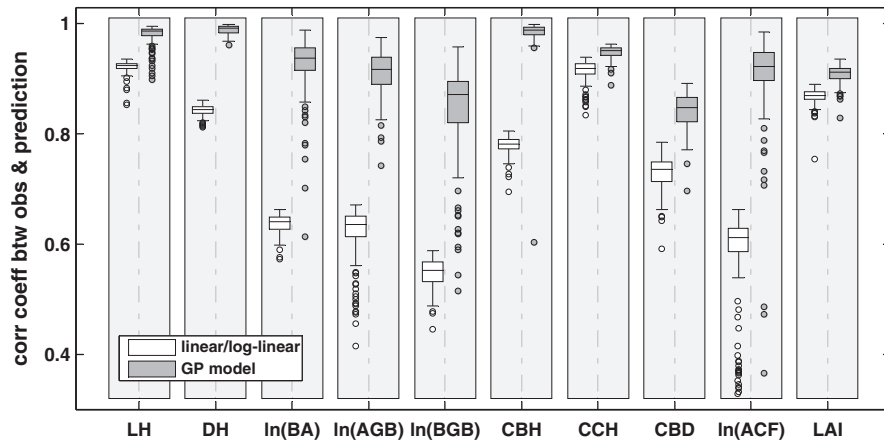 corr coeff btw obs & prediction
1
0.8
0.6
0.4
linear/log-linear
GP model
LH DH ln(BA) ln(AGB) ln(BGB) CBH CCH CBD ln(ACF) LAI